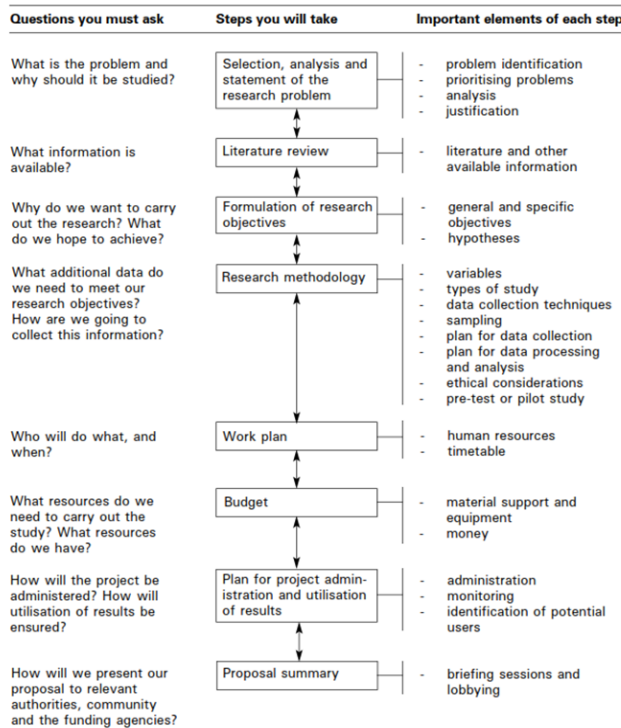 Questions you must ask
Steps you will take
Important elements of each step
What is the problem and
why should it be studied?
Selection, analysis and
statement of the
research problem
- problem identification
- prioritising problems
- analysis
- justification
What information is
available?
Literature review
- literature and other
available information
Why do we want to carry
out the research? What
do we hope to achieve?
Formulation of research
objectives
- general and specific
objectives
- hypotheses
What additional data do
we need to meet our
research objectives?
How are we going to
collect this information?
Research methodology
- variables
- types of study
- data collection techniques
- sampling
- plan for data collection
- plan for data processing
and analysis
- ethical considerations
- pre-test or pilot study
Who will do what, and
when?
Work plan
- human resources
- timetable
What resources do we
need to carry out the
study? What resources
do we have?
Budget
- material support and
equipment
- money
How will the project be
administered? How will
utilisation of results be
ensured?
Plan for project admin-
istration and utilisation
of results
- administration
- monitoring
- identification of potential
users
How will we present our
proposal to relevant
authorities, community
and the funding agencies?
Proposal summary
- briefing sessions and
lobbying